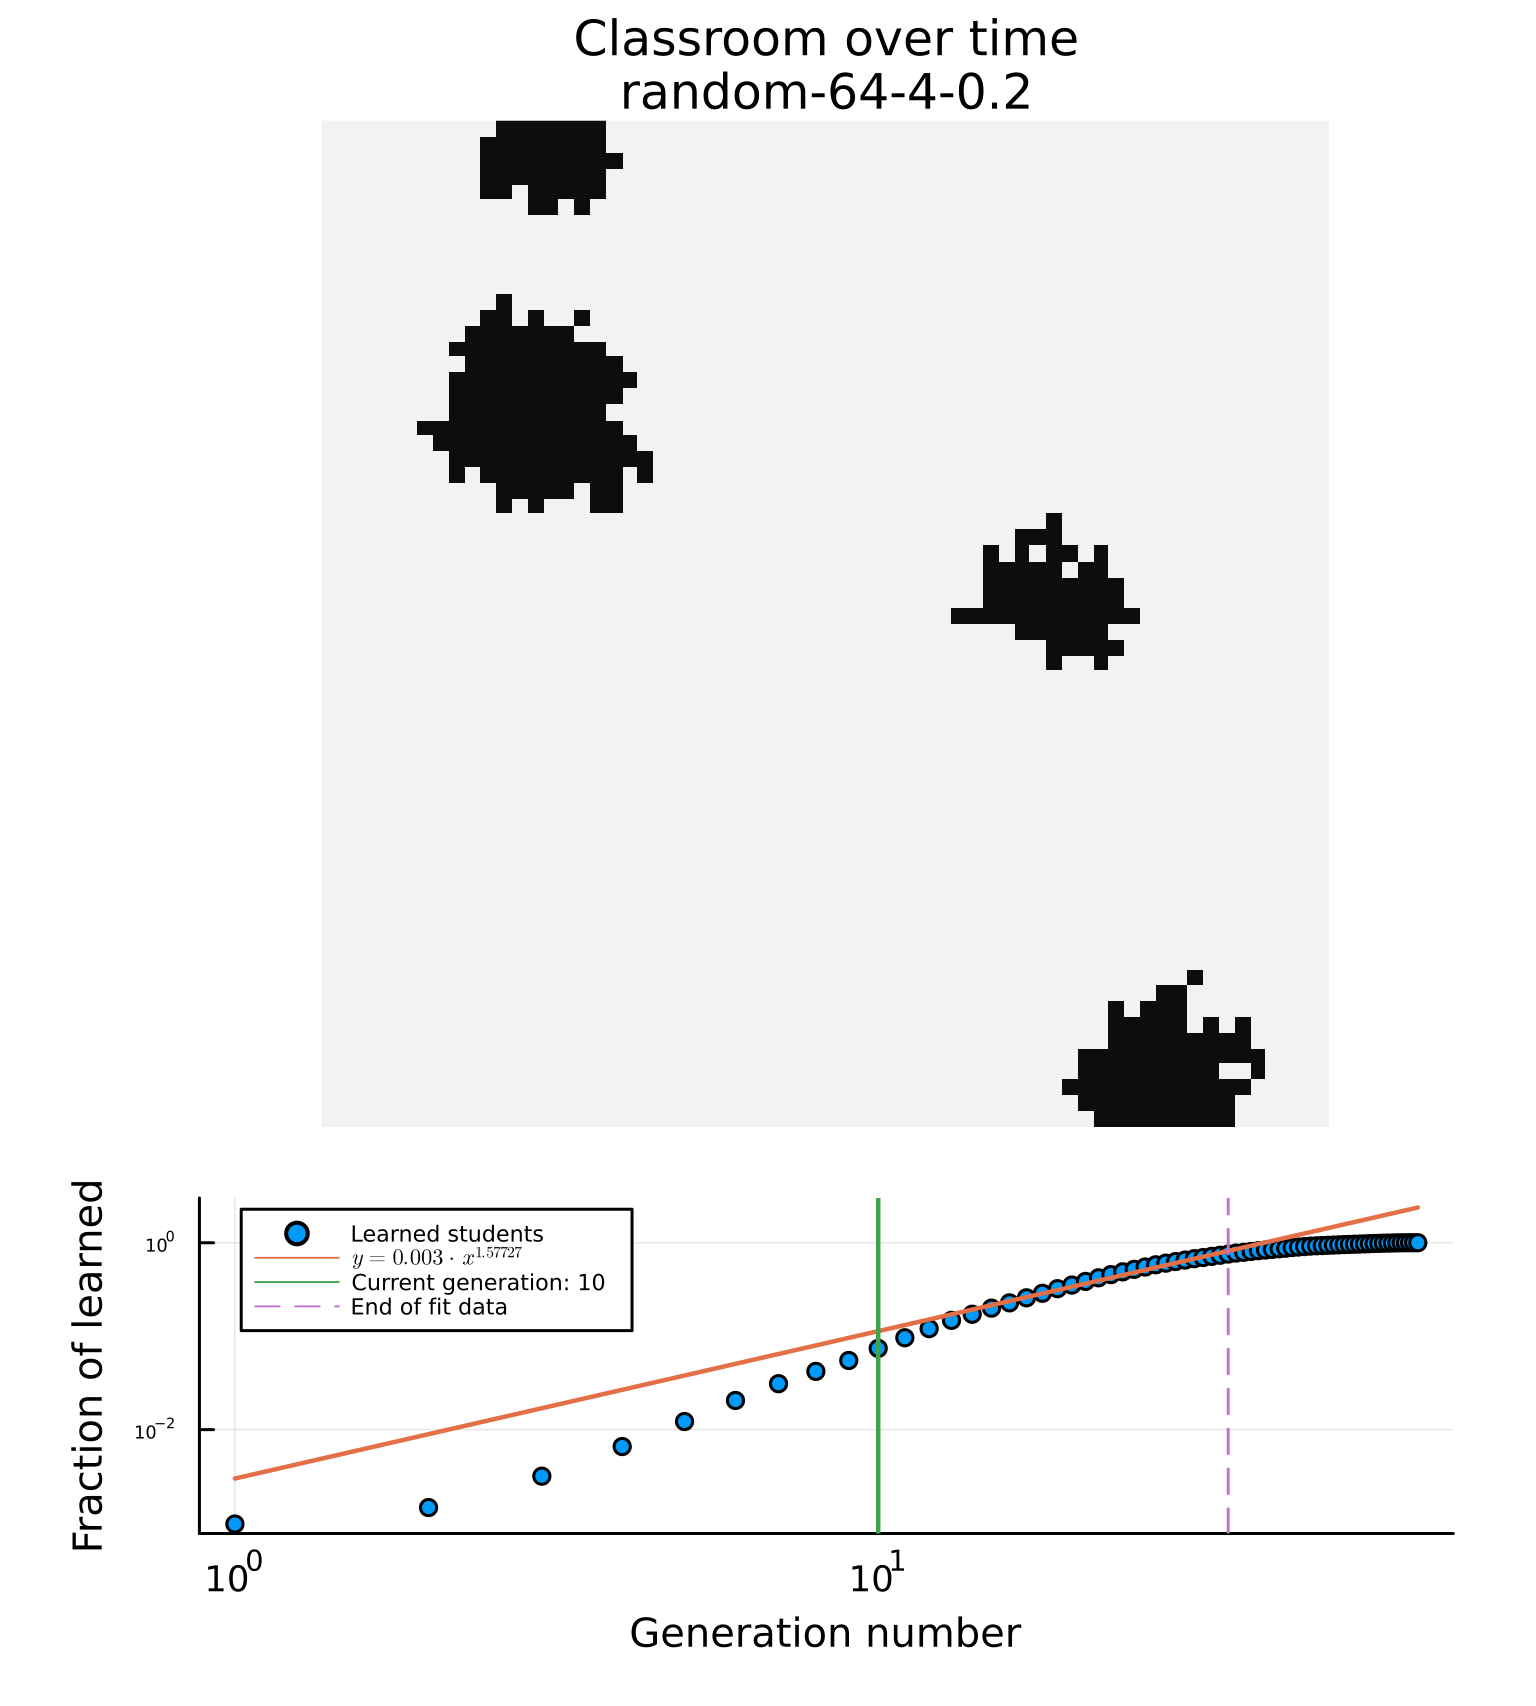 Classroom over time
random-64-4-0.2
Learned students
y = 0.003 · x^1.57727
Current generation: 10
End of fit data
10^0
10^−2
Fraction of learned
10^0
10^1
Generation number